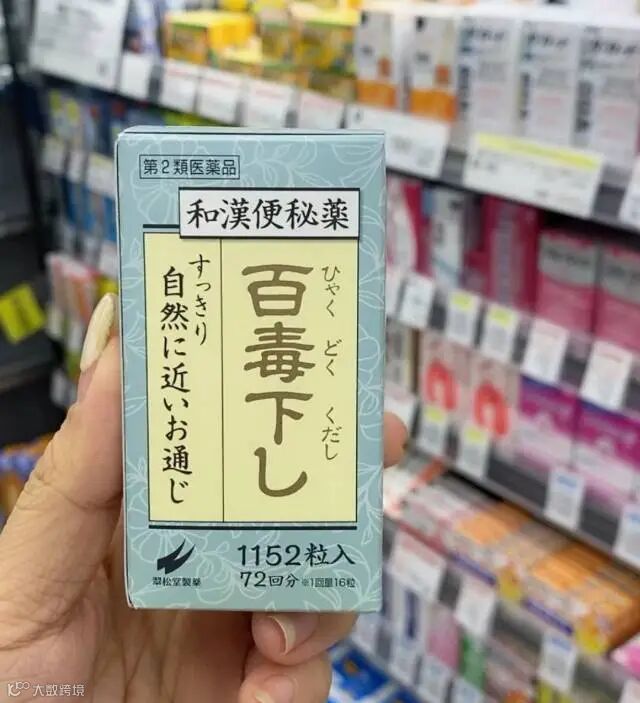 第2類医薬品
和漢便秘薬
百毒下し
ひゃく どく くだし
すっきり
自然に近いお通じ
翠松堂製薬
1152粒入
72回分※1回量16粒
大数跨境